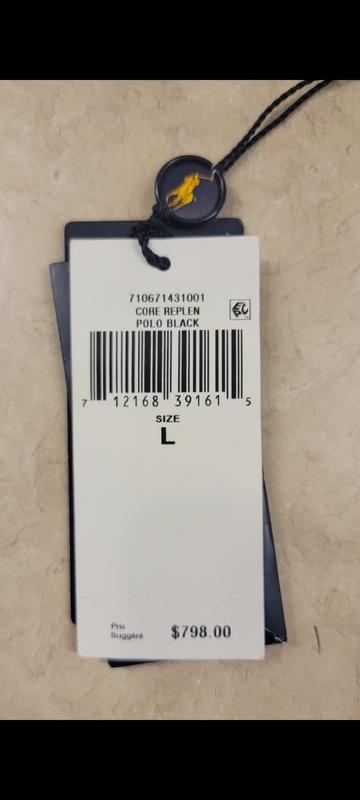 710671431001
CORE REPLEN
POLO BLACK
7 12168 39161 5
SIZE
L
Prix
Suggéré
$798.00